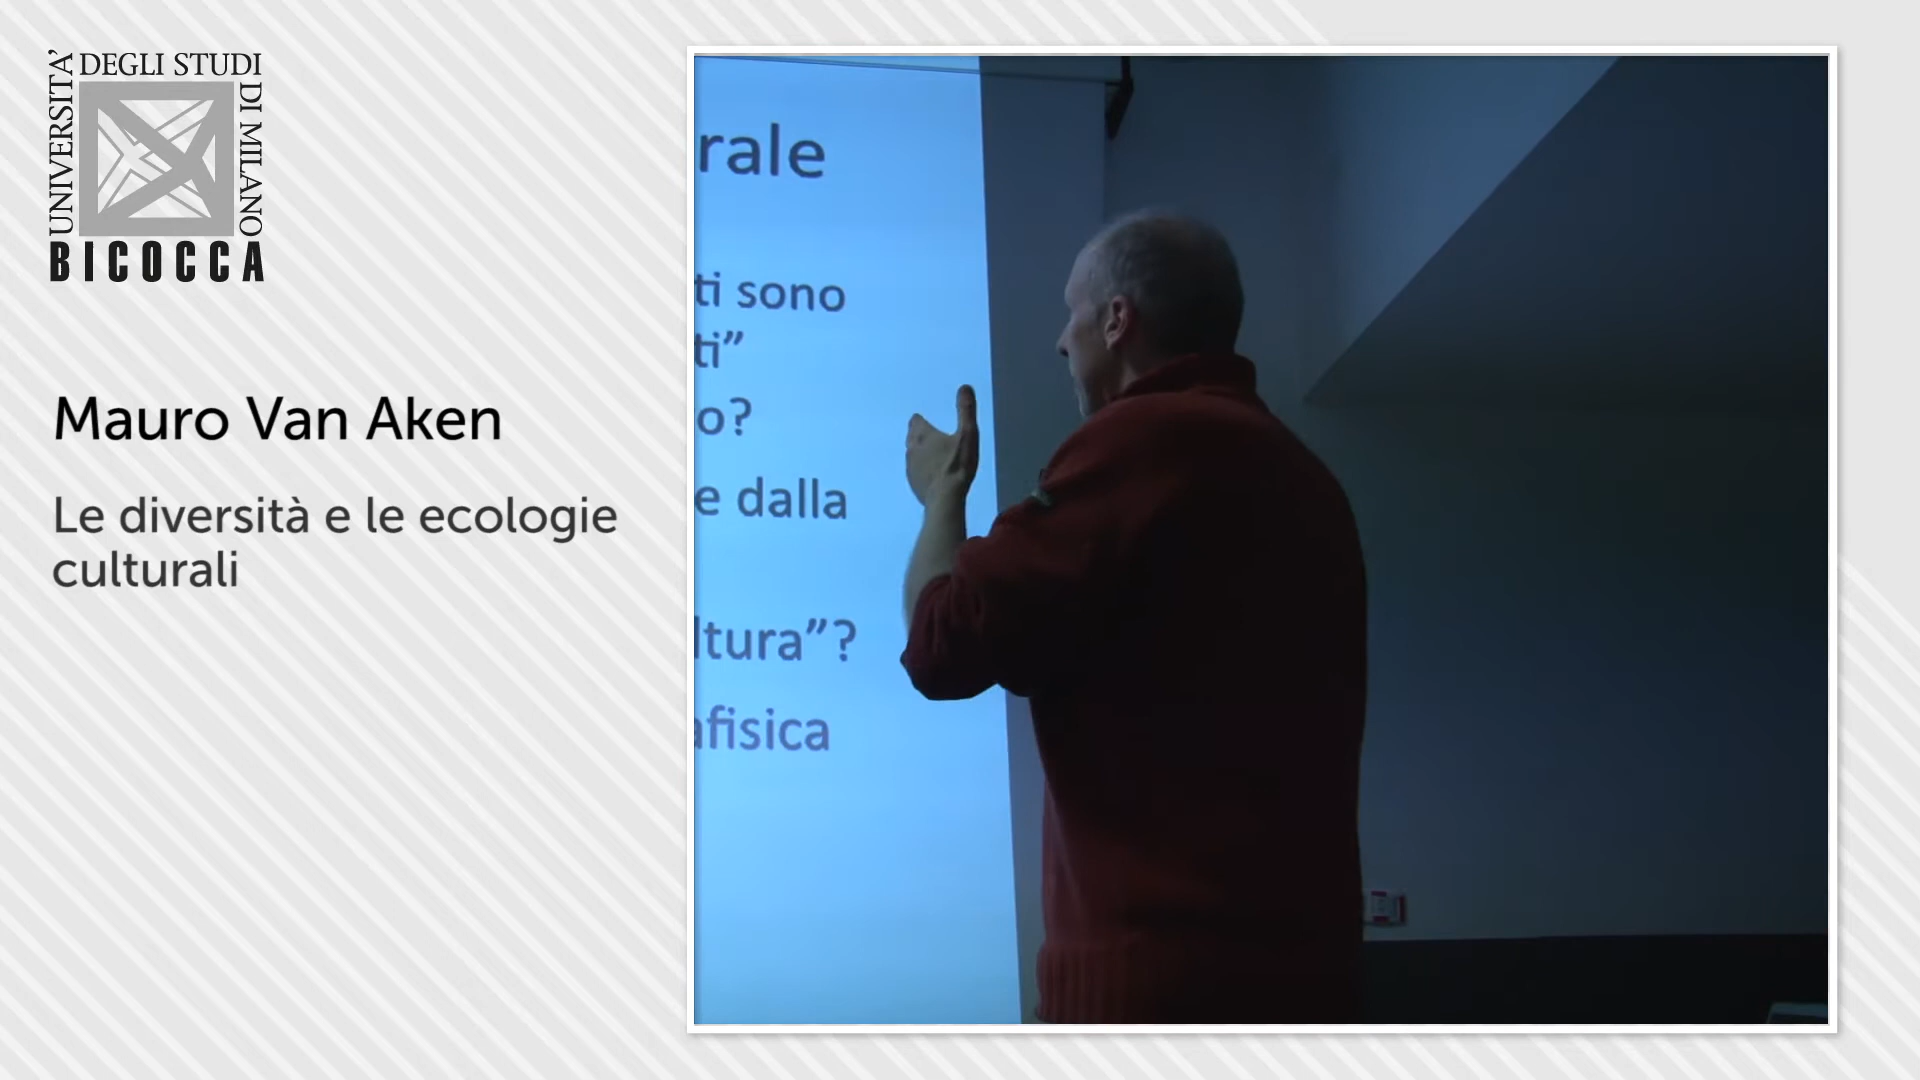 UNIVERSITA'
DEGLI STUDI
DI MILANO
BICOCCA
Mauro Van Aken
Le diversità e le ecologie
culturali
rale
ti sono
ti”
o?
e dalla
ltura”?
afisica